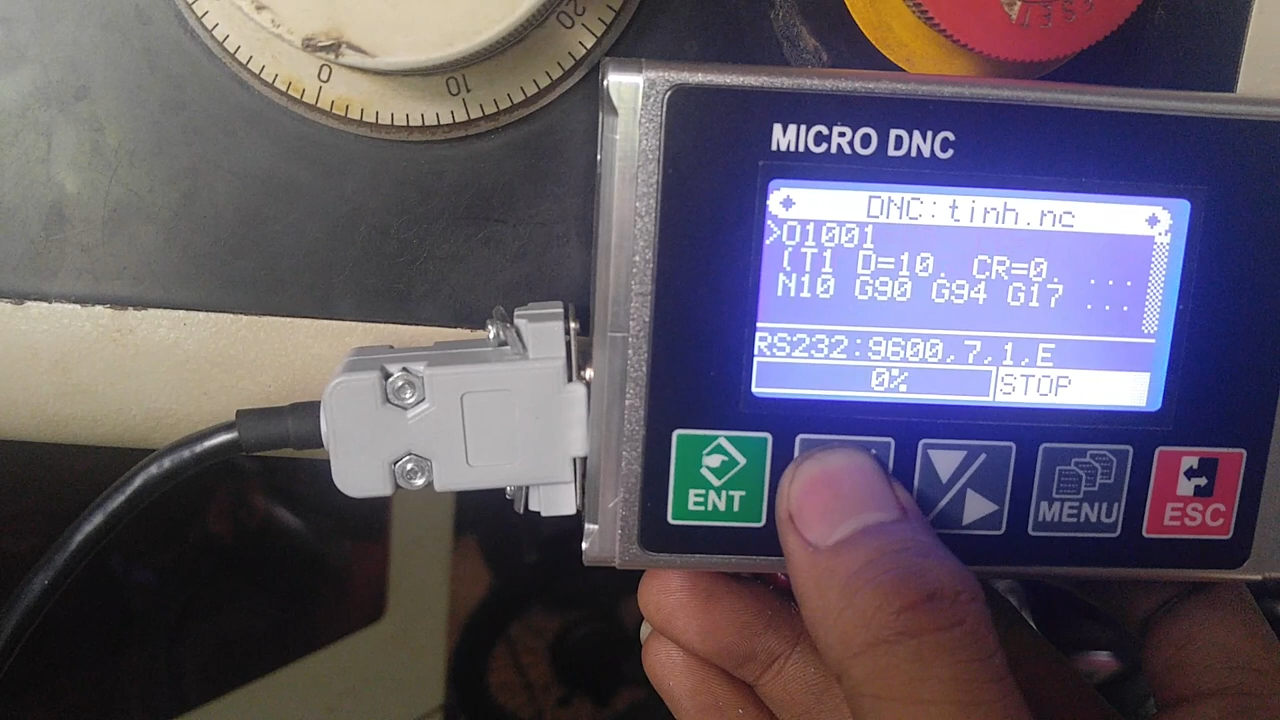 20
0
10
RESET
MICRO DNC
DNC:tinh.nc
>O1001
(T1 D=10. CR=0. ...
N10 G90 G94 G17 ...
RS232:9600,7,1,E
0%
STOP
ENT
MENU
ESC